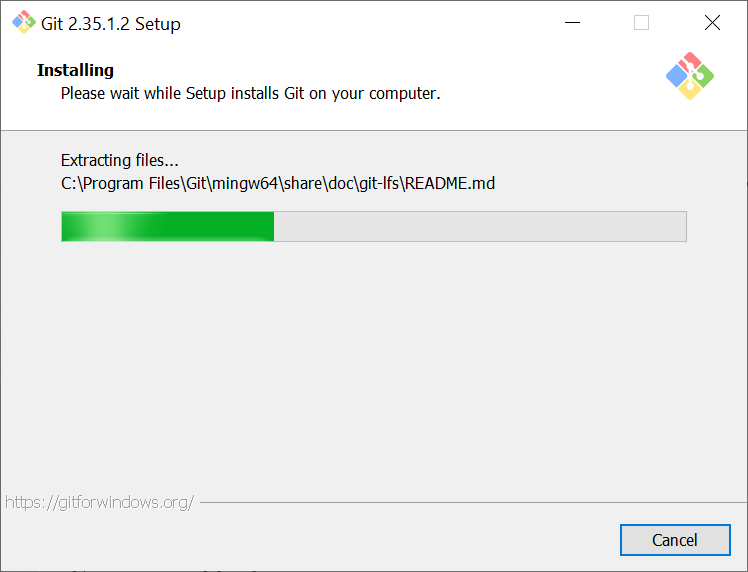 Git 2.35.1.2 Setup
Installing
Please wait while Setup installs Git on your computer.
Extracting files...
C:\Program Files\Git\mingw64\share\doc\git-lfs\README.md
https://gitforwindows.org/
Cancel